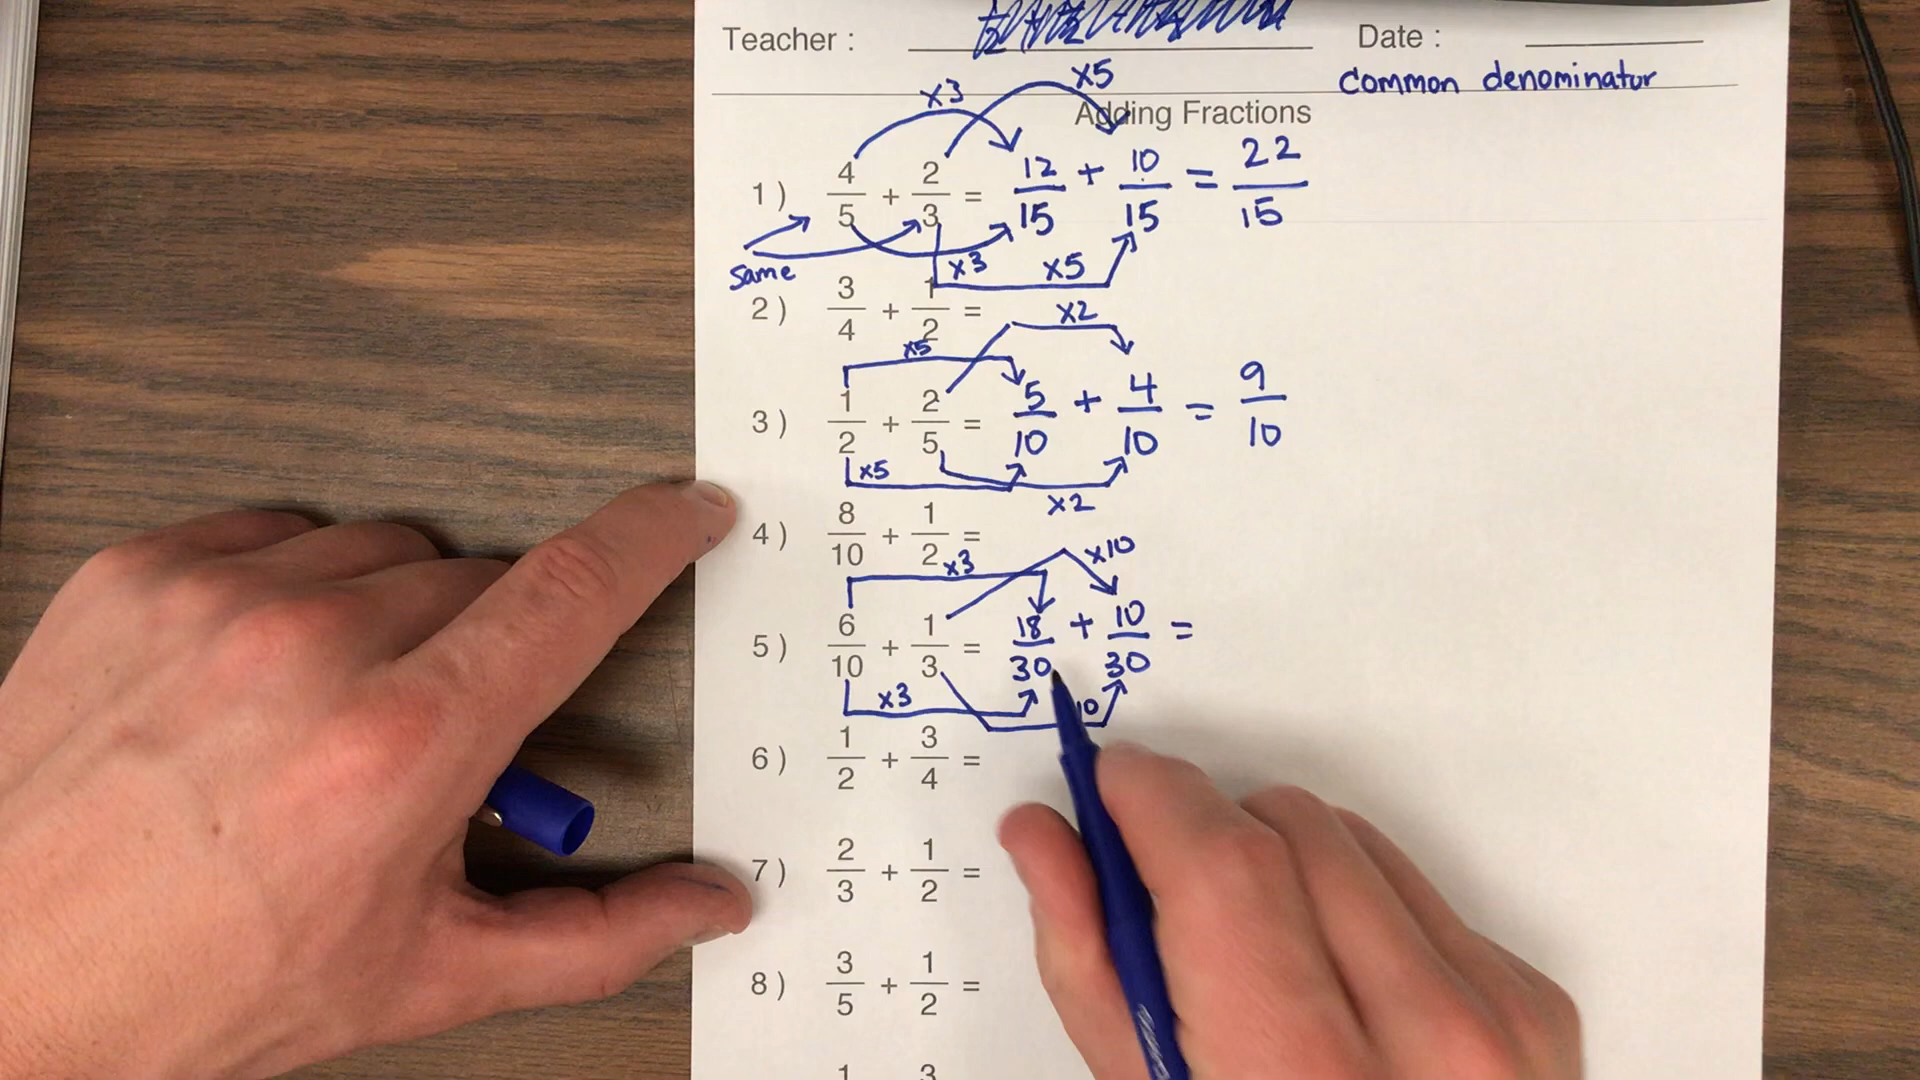 Teacher :
Date :
common denominator
x3 x5
Adding Fractions
1) 4/5 + 2/3 = 12/15 + 10/15 = 22/15
same x3 x5
2) 3/4 + 1/2 =
x5 x2
3) 1/2 + 2/5 = 5/10 + 4/10 = 9/10
x5 x2
4) 8/10 + 1/2 =
x3 x10
5) 6/10 + 1/3 = 18/30 + 10/30 =
x3 10
6) 1/2 + 3/4 =
7) 2/3 + 1/2 =
8) 3/5 + 1/2 =
1 3